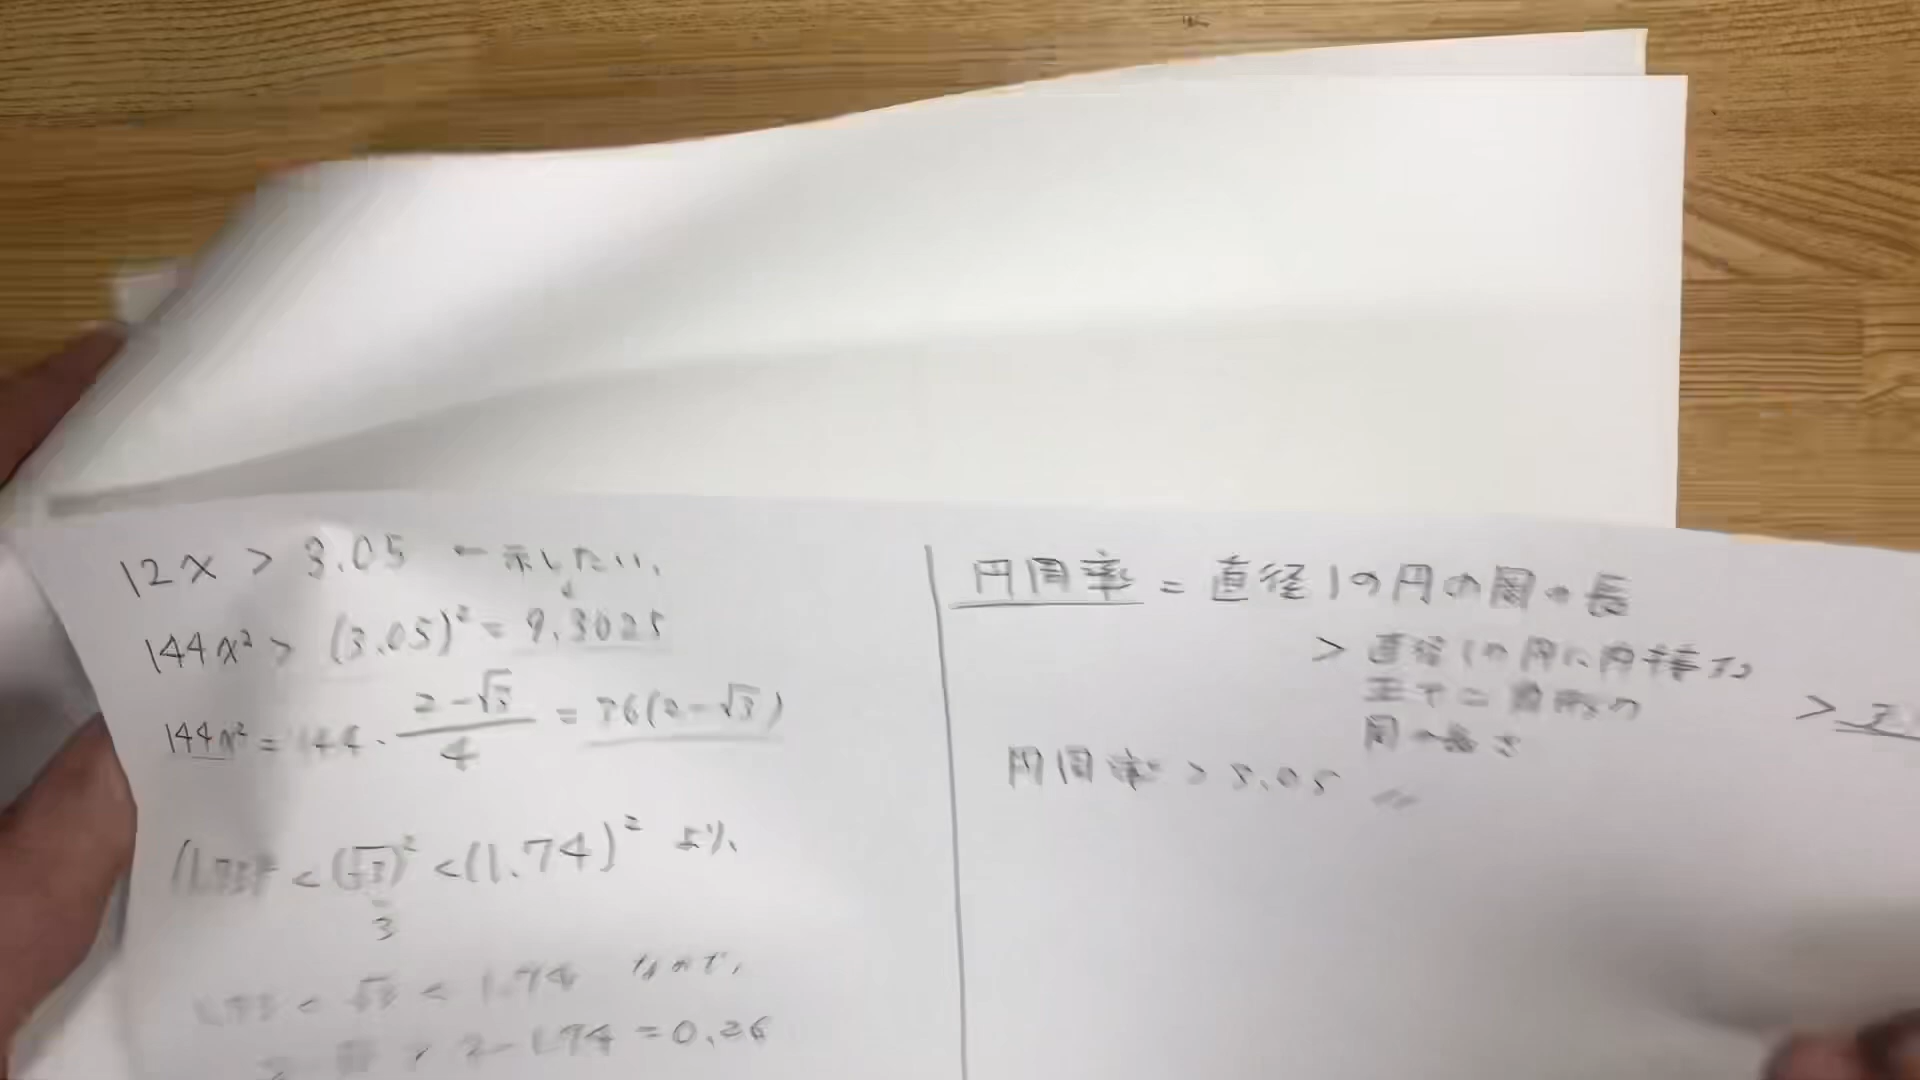 12x > 3.05 ← 示したい、
144x² > (3.05)² = 9.3025
144x² = 144 · (2-√3)/4 = 36(2-√3)
(1.73)² < (√3)² < (1.74)² より、
3
1.73 < √3 < 1.74 なので、
2-√3 > 2-1.74 = 0.26
円周率 = 直径1の円の周の長
> 直径1の円に内接する
正十二角形の
周の長さ
円周率 > 3.05
>